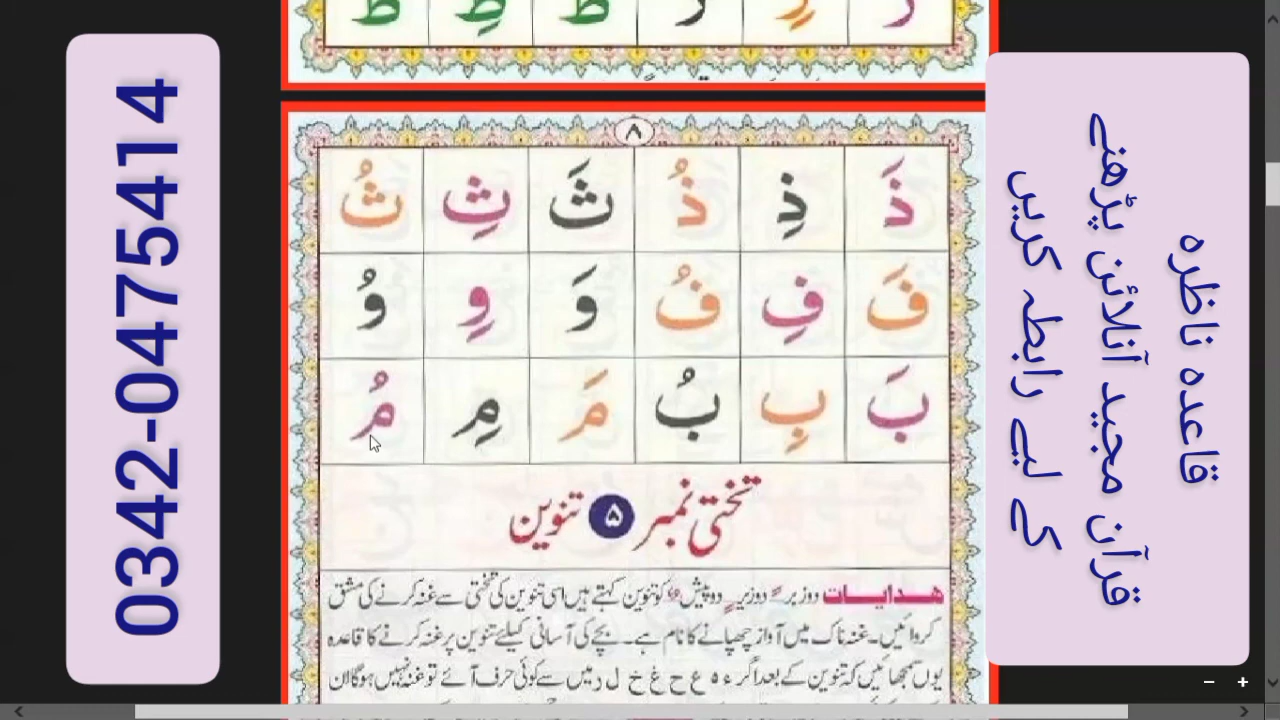 0342-0475414
قاعدہ ناظرہ
قرآن مجید آنلائن پڑھنے
کے لیے رابطہ کریں
٨
ذَ ذِ ذُ ثَ ثِ ثُ
فَ فِ فُ وَ وِ وُ
بَ بِ بُ مَ مِ مُ
تختی نمبر ۵ تنوین
ھدایات دو زبر ً دو زیر ٍ دو پیش ٌ کو تنوین کہتے ہیں اسی تنوین کی تختی سے غنہ کرنے کی مشق
کروائیں۔ غنہ ناک میں آواز چھپانے کا نام ہے۔ بچے کی آسانی کیلئے تنوین پر غنہ کرنے کا قاعدہ
یوں سمجھائیں کہ تنوین کے بعد اگر ء ہ ع ح غ خ ل ر میں سے کوئی حرف آئے تو غنہ نہیں ہوگا ان